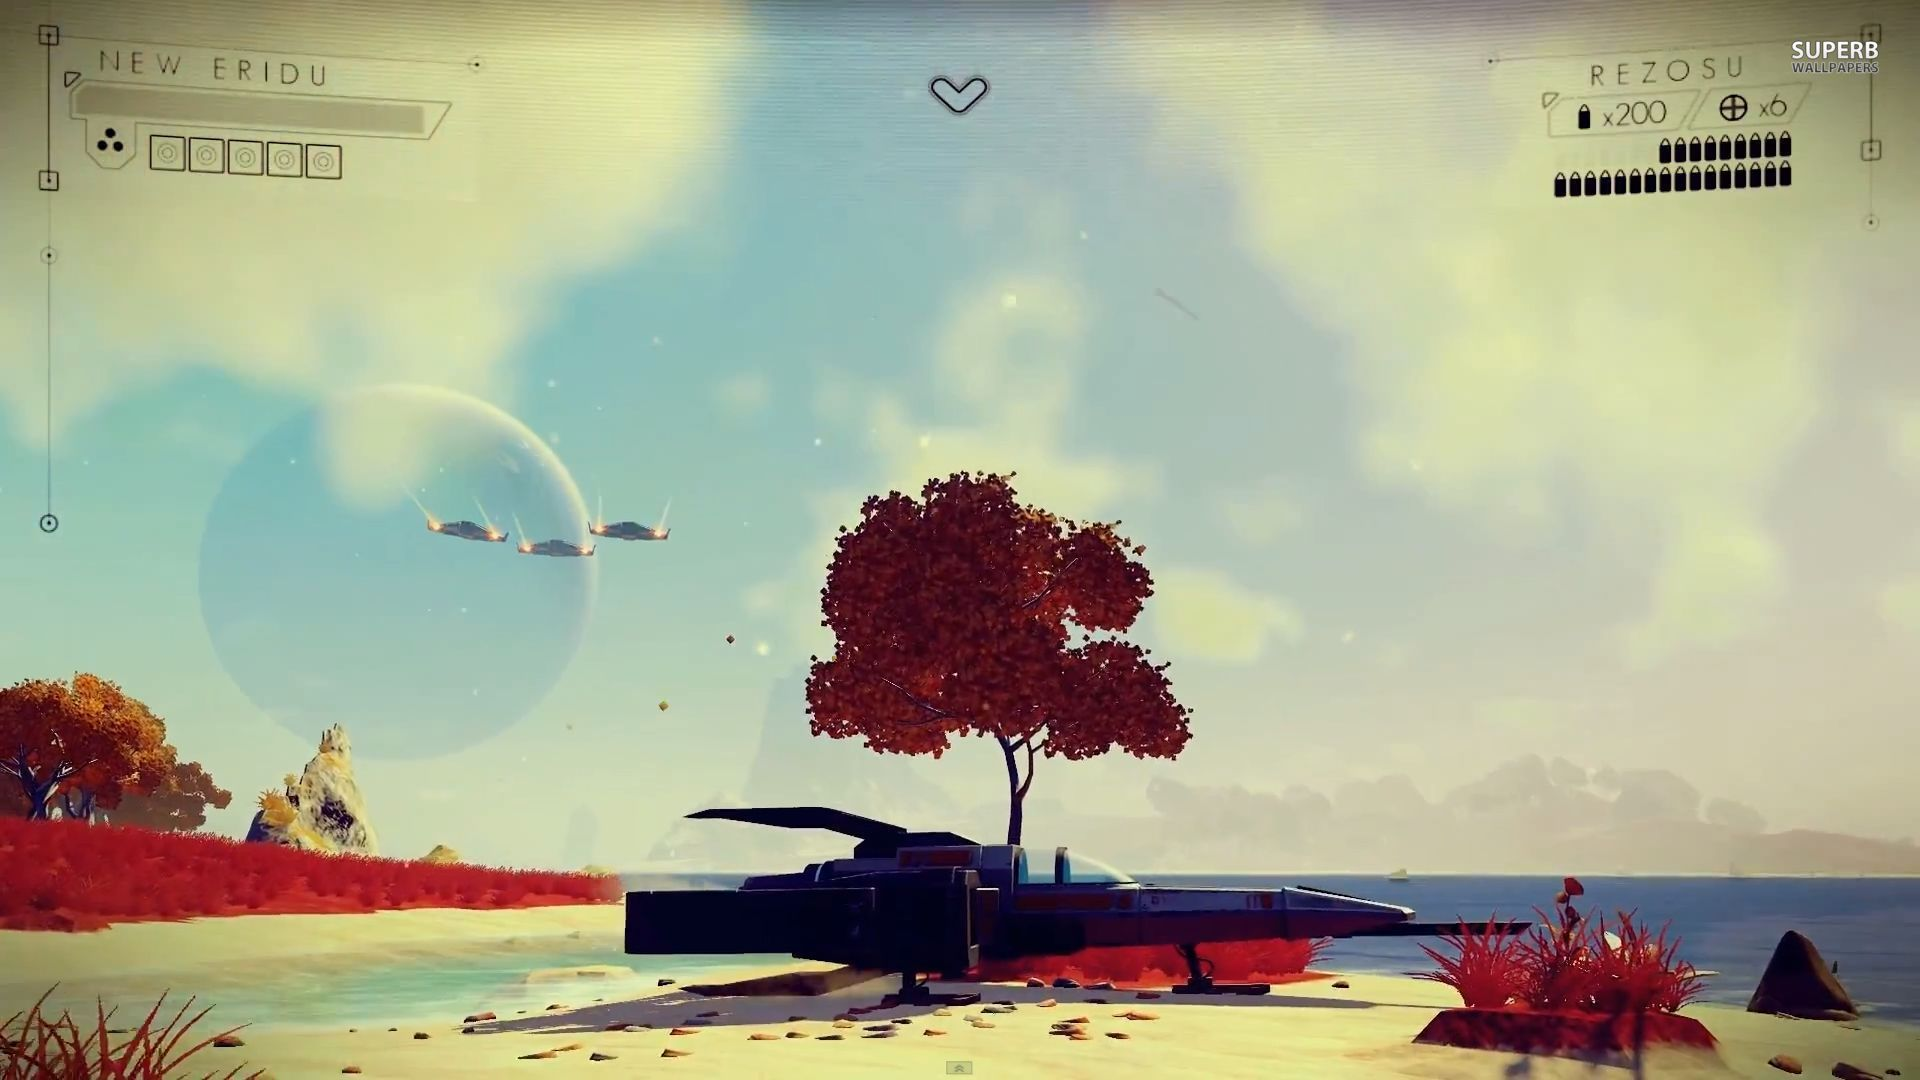 NEW ERIDU
SUPERB
WALLPAPERS
REZOSU
x200
x6